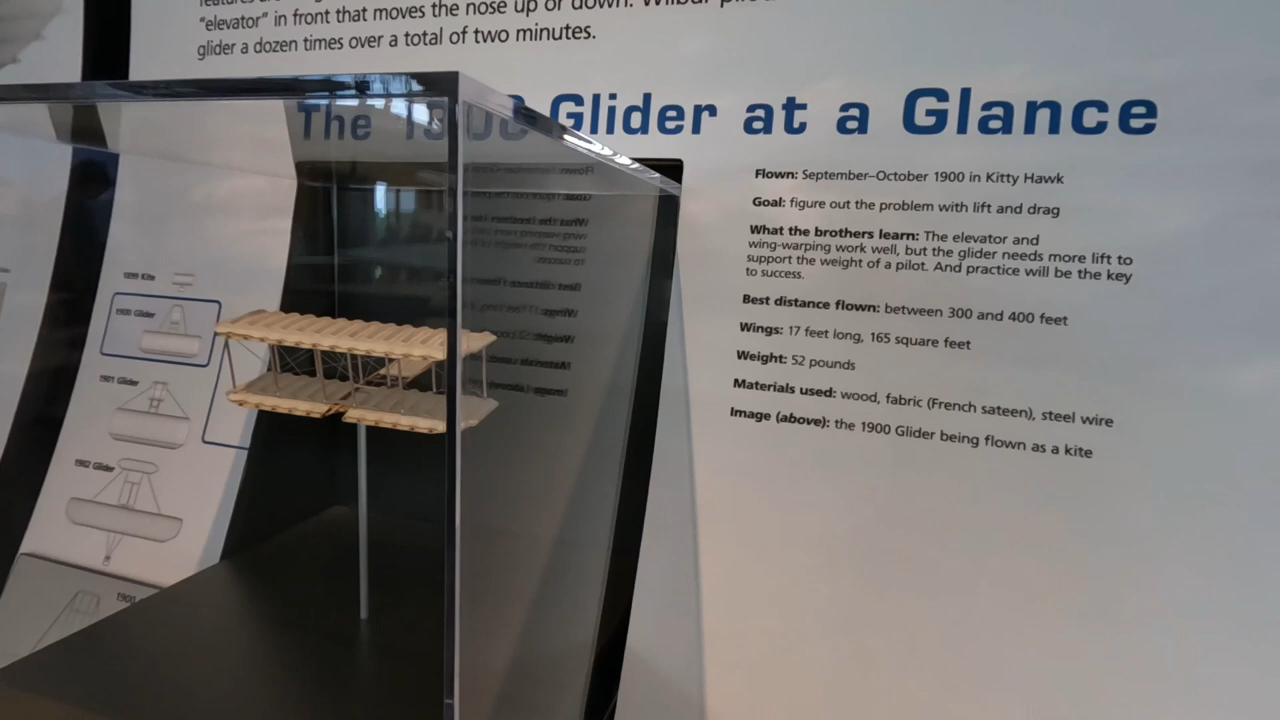 "elevator" in front that moves the nose up or down. Wilbur
glider a dozen times over a total of two minutes.
The 1900 Glider at a Glance
Flown: September–October 1900 in Kitty Hawk
Goal: figure out the problem with lift and drag
What the brothers learn: The elevator and
wing-warping work well, but the glider needs more lift to
support the weight of a pilot. And practice will be the key
to success.
Best distance flown: between 300 and 400 feet
Wings: 17 feet long, 165 square feet
Weight: 52 pounds
Materials used: wood, fabric (French sateen), steel wire
Image (above): the 1900 Glider being flown as a kite
1899 Kite
1900 Glider
1901 Glider
1902 Glider